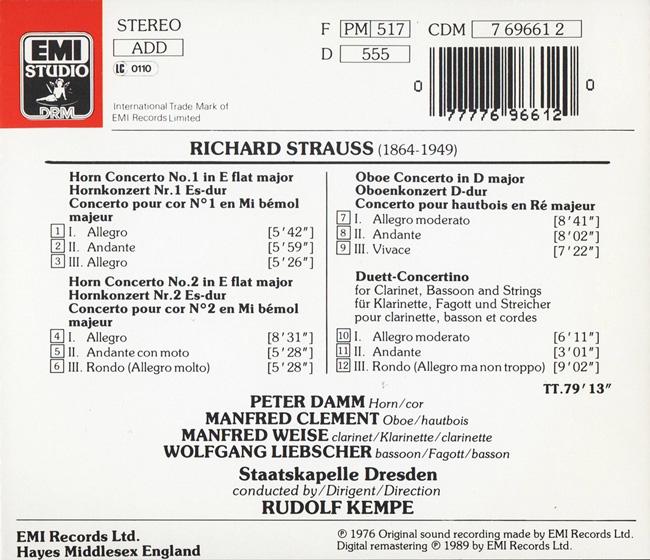 EMI
STUDIO
DRM
STEREO
ADD
LC 0110
International Trade Mark of
EMI Records Limited
F PM 517 CDM 7 69661 2
D 555
0 77776 96612 0
RICHARD STRAUSS (1864-1949)
Horn Concerto No.1 in E flat major
Hornkonzert Nr.1 Es-dur
Concerto pour cor N°1 en Mi bémol
majeur
1 I. Allegro [5'42"]
2 II. Andante [5'59"]
3 III. Allegro [5'26"]
Horn Concerto No.2 in E flat major
Hornkonzert Nr.2 Es-dur
Concerto pour cor N°2 en Mi bémol
majeur
4 I. Allegro [8'31"]
5 II. Andante con moto [5'28"]
6 III. Rondo (Allegro molto) [5'28"]
Oboe Concerto in D major
Oboenkonzert D-dur
Concerto pour hautbois en Ré majeur
7 I. Allegro moderato [8'41"]
8 II. Andante [8'02"]
9 III. Vivace [7'22"]
Duett-Concertino
for Clarinet, Bassoon and Strings
für Klarinette, Fagott und Streicher
pour clarinette, basson et cordes
10 I. Allegro moderato [6'11"]
11 II. Andante [3'01"]
12 III. Rondo (Allegro ma non troppo) [9'02"]
TT.79'13"
PETER DAMM Horn/cor
MANFRED CLEMENT Oboe/hautbois
MANFRED WEISE clarinet/Klarinette/clarinette
WOLFGANG LIEBSCHER bassoon/Fagott/basson
Staatskapelle Dresden
conducted by/Dirigent/Direction
RUDOLF KEMPE
EMI Records Ltd.
Hayes Middlesex England
℗ 1976 Original sound recording made by EMI Records Ltd.
Digital remastering ℗ 1989 by EMI Records Ltd.